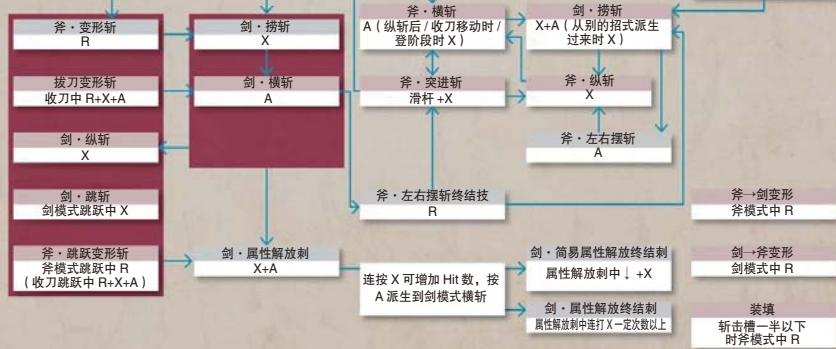 斧・变形斩
R
剑・捞斩
X
斧・横斩
A（纵斩后 / 收刀移动时 /
登阶段时 X）
剑・捞斩
X+A（从别的招式派生
过来时 X）
拔刀变形斩
收刀中 R+X+A
剑・横斩
A
斧・突进斩
滑杆 +X
斧・纵斩
X
剑・纵斩
X
斧・左右摆斩
A
剑・跳斩
剑模式跳跃中 X
斧・左右摆斩终结技
R
斧→剑变形
斧模式中 R
斧・跳跃变形斩
斧模式跳跃中 R
（收刀跳跃中 R+X+A）
剑・属性解放刺
X+A
连按 X 可增加 Hit 数，按
A 派生到剑模式横斩
剑・简易属性解放终结刺
属性解放刺中↓ +X
剑→斧变形
剑模式中 R
剑・属性解放终结刺
属性解放刺中连打 X 一定次数以上
装填
斩击槽一半以下
时斧模式中 R